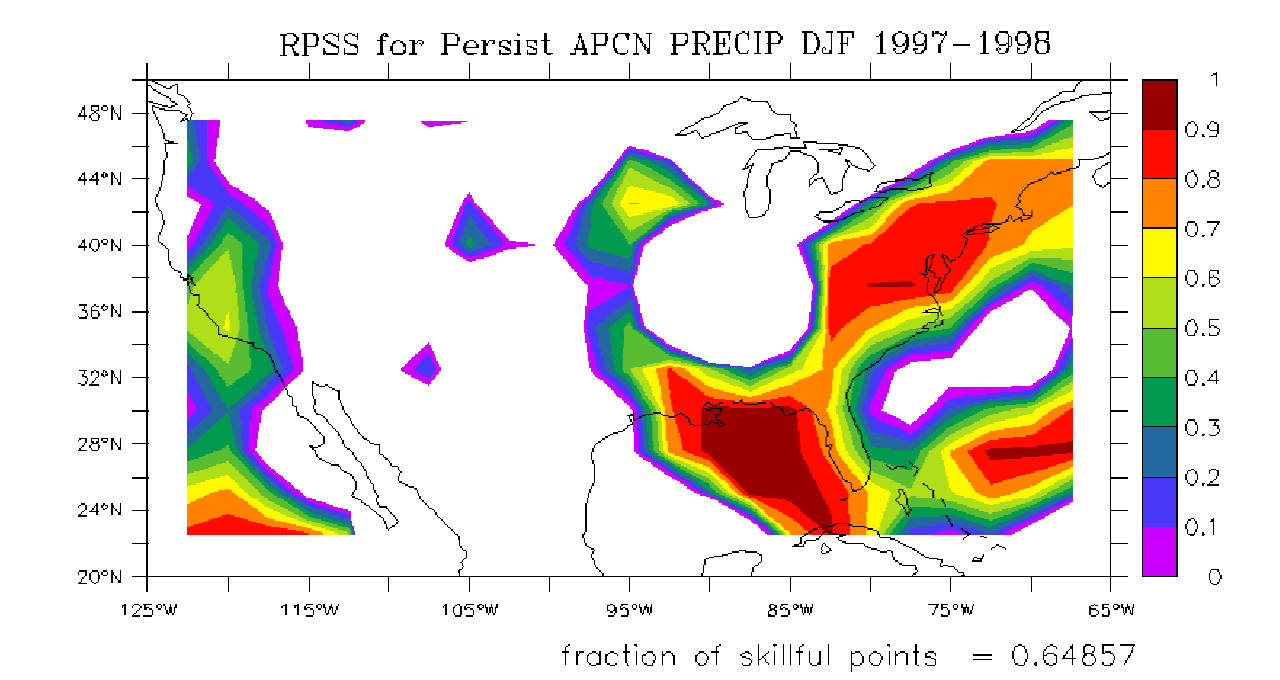 RPSS for Persist APCN PRECIP DJF 1997-1998
48°N
44°N
40°N
36°N
32°N
28°N
24°N
20°N
125°W 115°W 105°W 95°W 85°W 75°W 65°W
1
0.9
0.8
0.7
0.6
0.5
0.4
0.3
0.2
0.1
0
fraction of skillful points = 0.64857